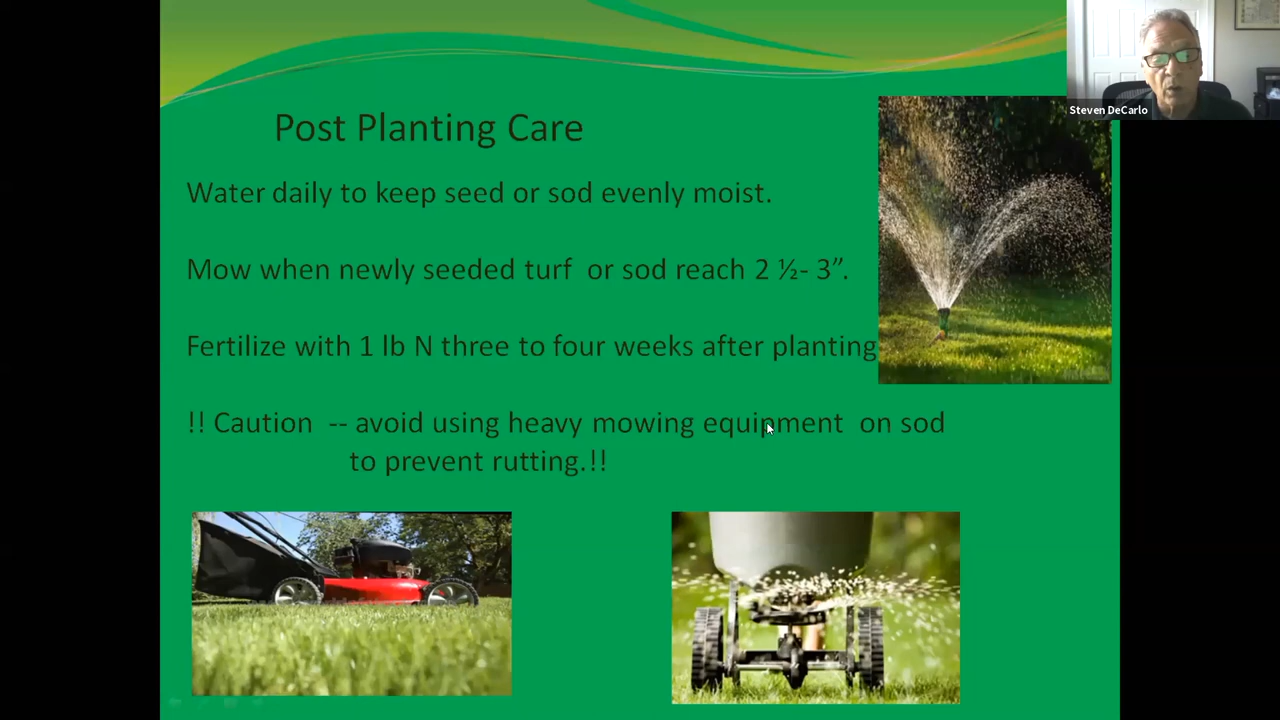 Steven DeCarlo
Post Planting Care
Water daily to keep seed or sod evenly moist.
Mow when newly seeded turf or sod reach 2 ½- 3”.
Fertilize with 1 lb N three to four weeks after planting
!! Caution -- avoid using heavy mowing equipment on sod
to prevent rutting.!!